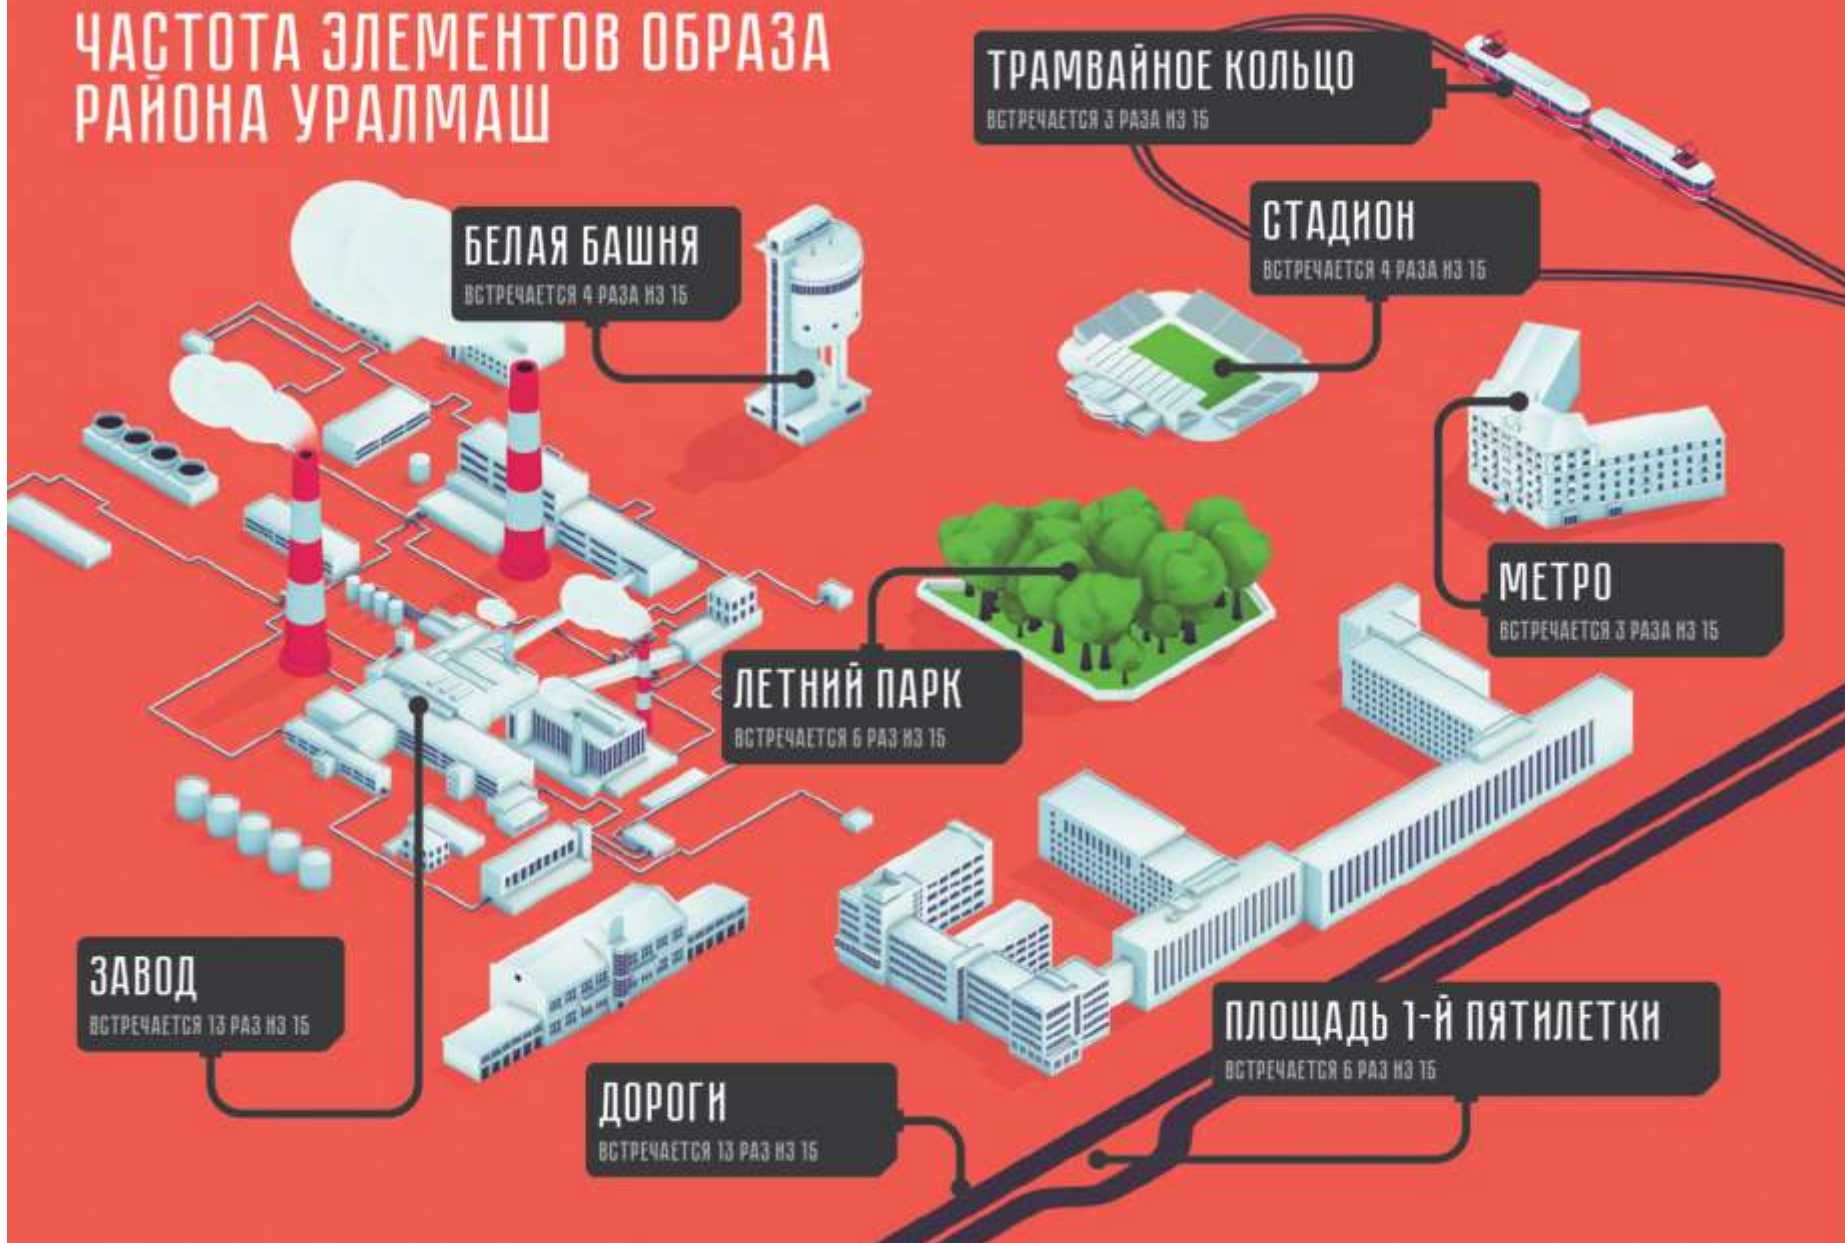 ЧАСТОТА ЭЛЕМЕНТОВ ОБРАЗА
РАЙОНА УРАЛМАШ
ТРАМВАЙНОЕ КОЛЬЦО
ВСТРЕЧАЕТСЯ 3 РАЗА ИЗ 15
СТАДИОН
ВСТРЕЧАЕТСЯ 4 РАЗА ИЗ 15
БЕЛАЯ БАШНЯ
ВСТРЕЧАЕТСЯ 4 РАЗА ИЗ 15
МЕТРО
ВСТРЕЧАЕТСЯ 3 РАЗА ИЗ 15
ЛЕТНИЙ ПАРК
ВСТРЕЧАЕТСЯ 6 РАЗ ИЗ 15
ЗАВОД
ВСТРЕЧАЕТСЯ 13 РАЗ ИЗ 15
ПЛОЩАДЬ 1-Й ПЯТИЛЕТКИ
ВСТРЕЧАЕТСЯ 6 РАЗ ИЗ 15
ДОРОГИ
ВСТРЕЧАЕТСЯ 13 РАЗ ИЗ 15